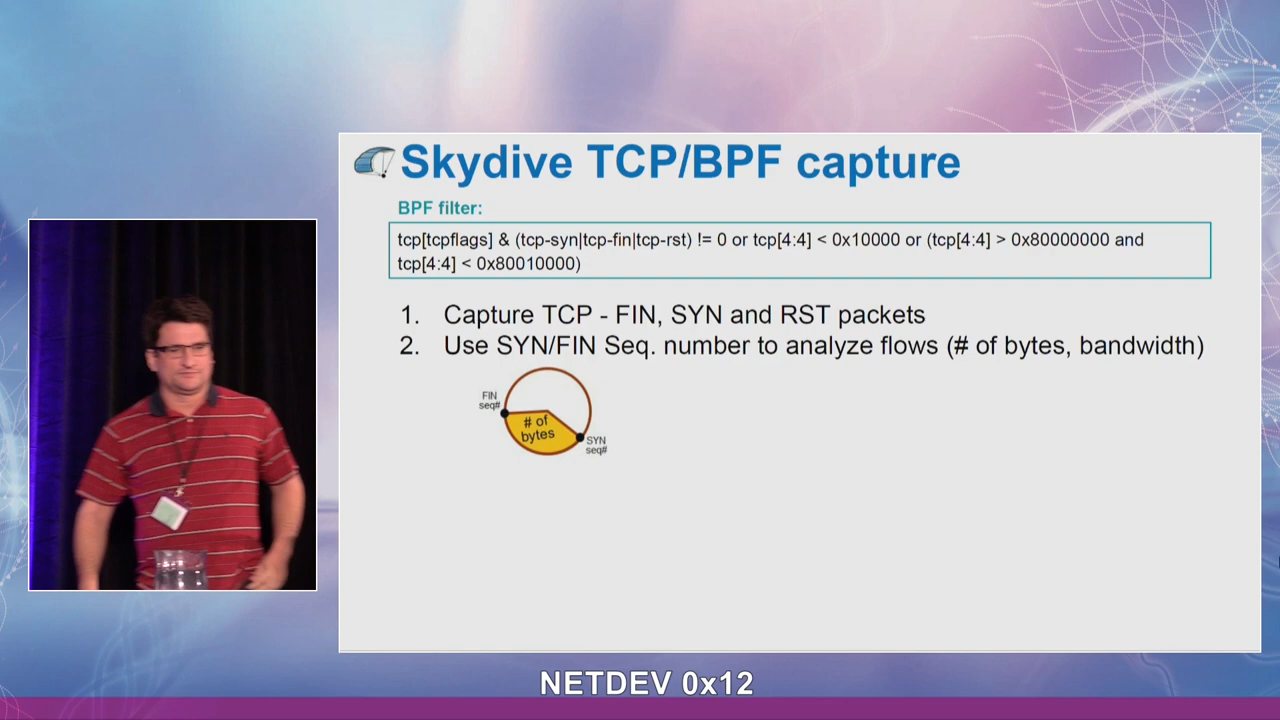 Skydive TCP/BPF capture
BPF filter:
tcp[tcpflags] & (tcp-syn|tcp-fin|tcp-rst) != 0 or tcp[4:4] < 0x10000 or (tcp[4:4] > 0x80000000 and
tcp[4:4] < 0x80010000)
1. Capture TCP - FIN, SYN and RST packets
2. Use SYN/FIN Seq. number to analyze flows (# of bytes, bandwidth)
FIN
seq#
# of
bytes
SYN
seq#
NETDEV 0x12